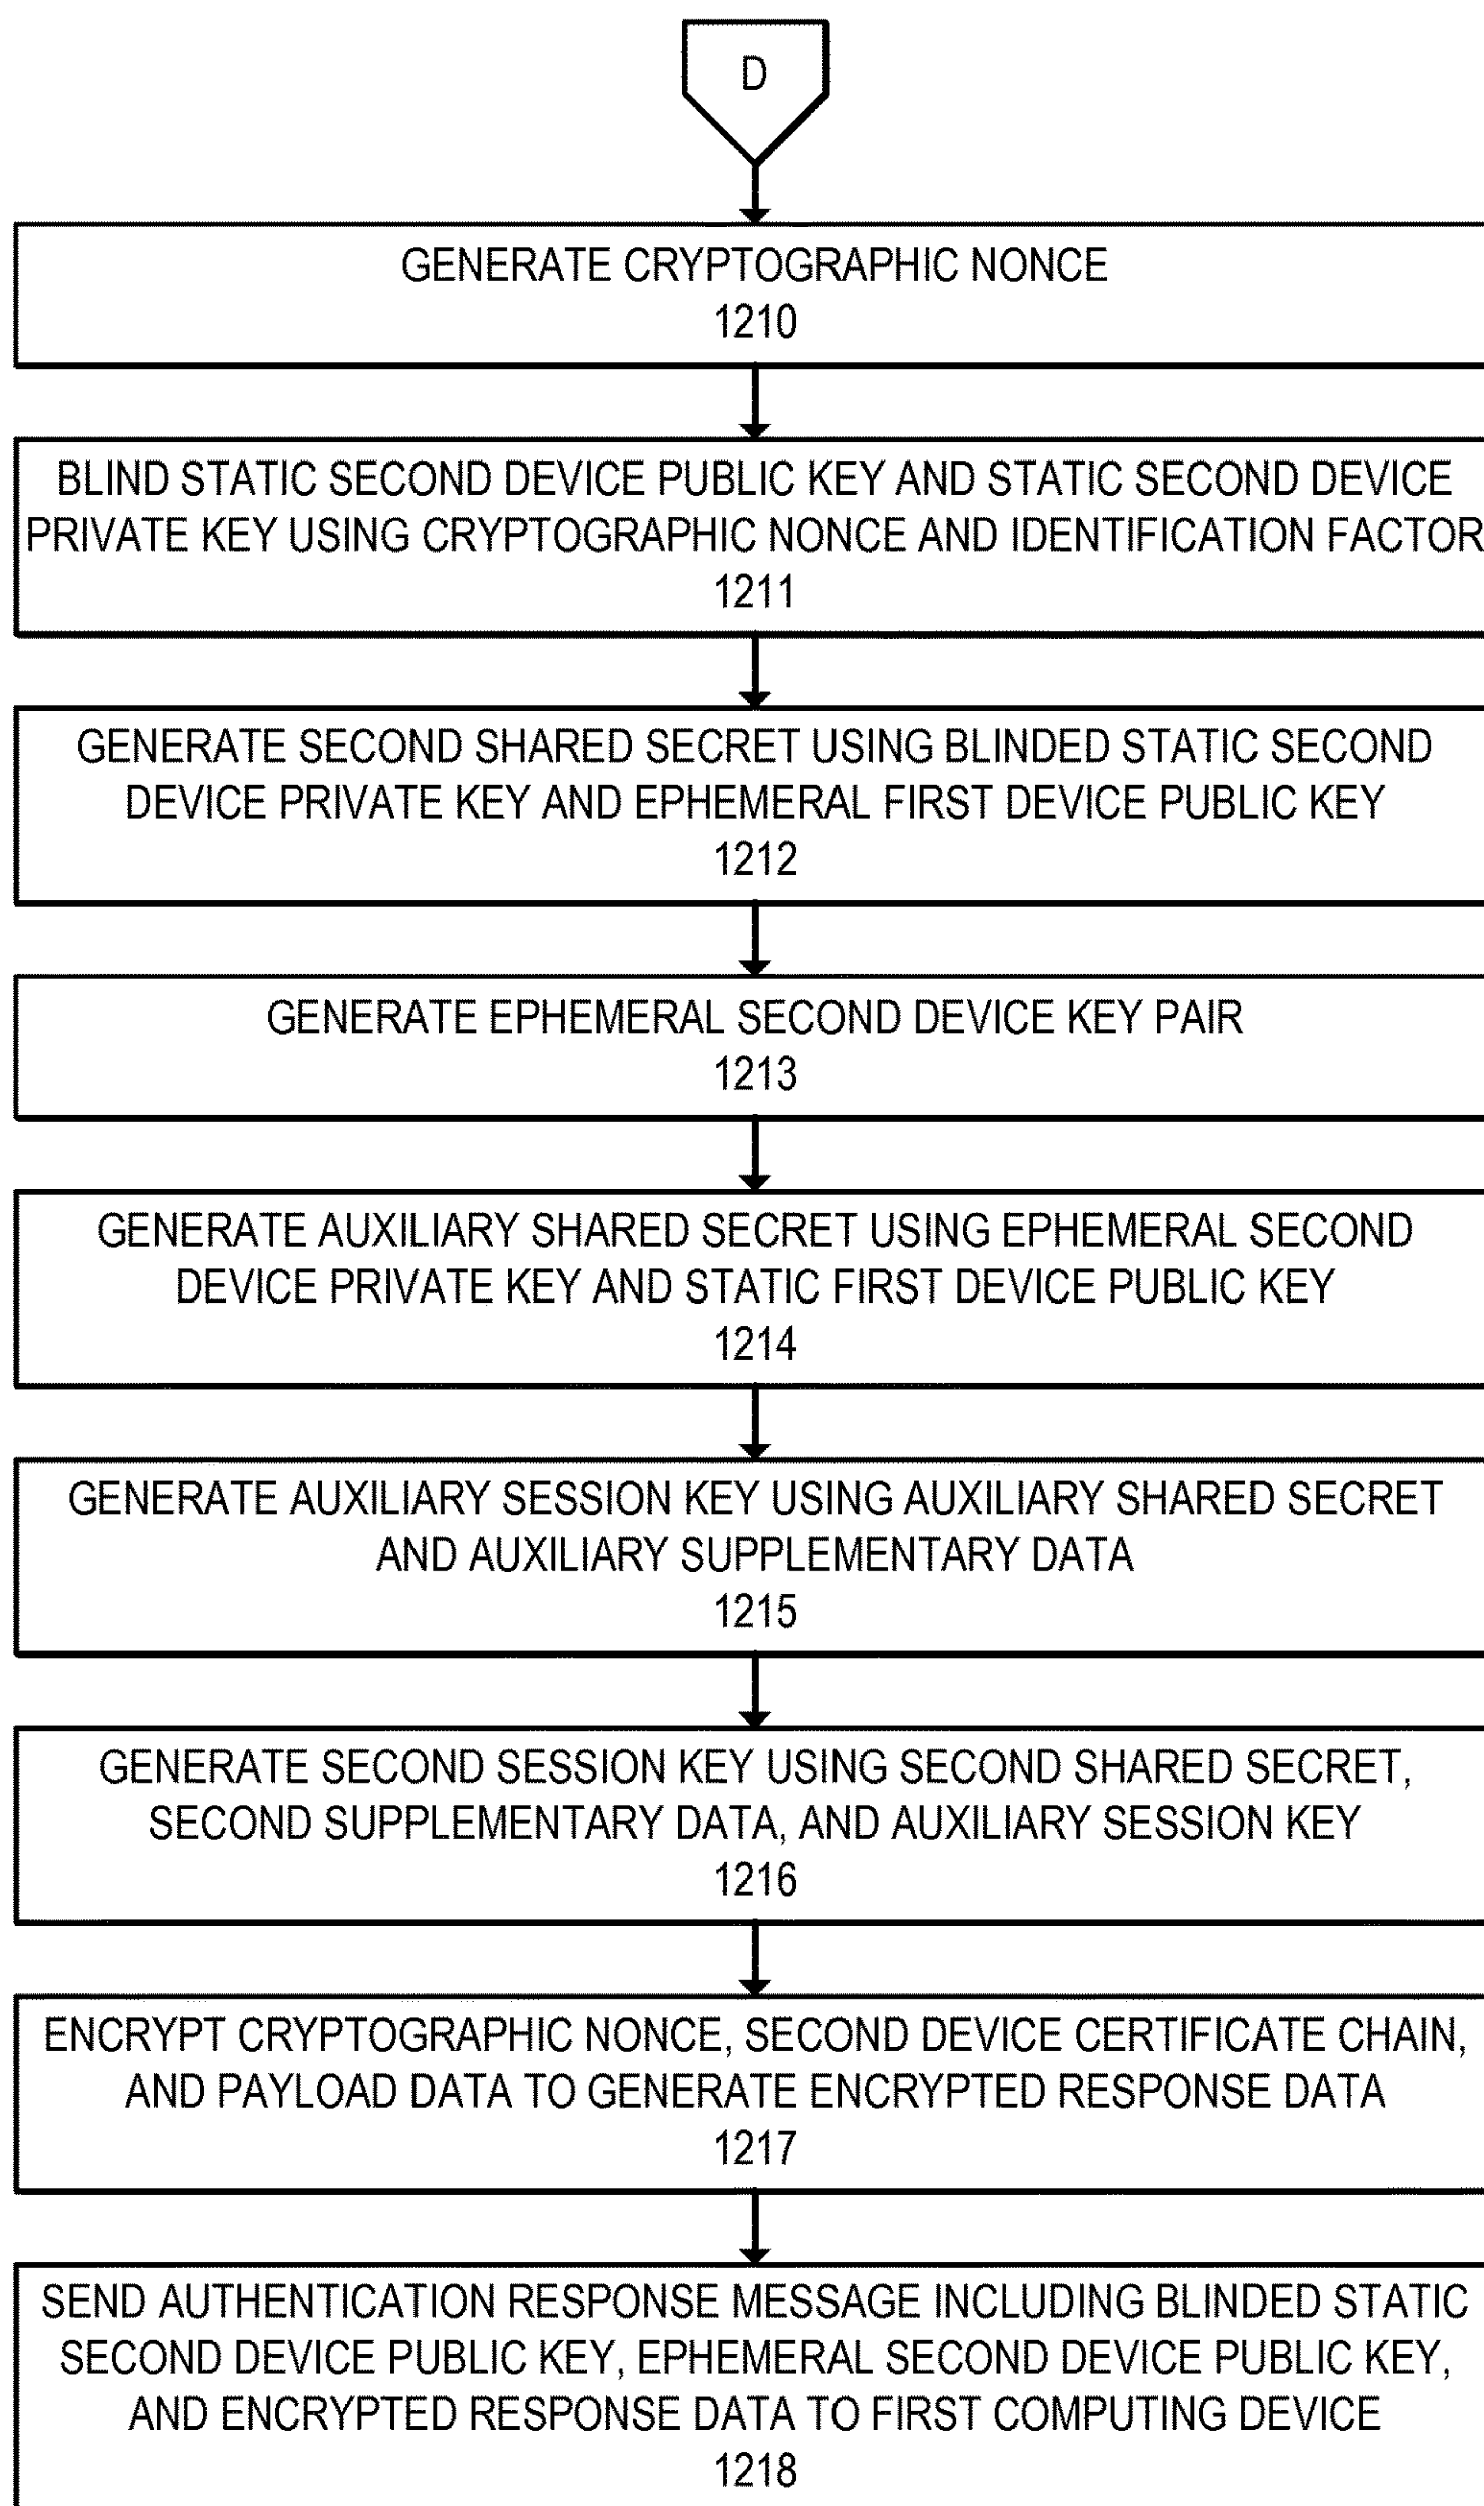 D
GENERATE CRYPTOGRAPHIC NONCE
1210
BLIND STATIC SECOND DEVICE PUBLIC KEY AND STATIC SECOND DEVICE
PRIVATE KEY USING CRYPTOGRAPHIC NONCE AND IDENTIFICATION FACTOR
1211
GENERATE SECOND SHARED SECRET USING BLINDED STATIC SECOND
DEVICE PRIVATE KEY AND EPHEMERAL FIRST DEVICE PUBLIC KEY
1212
GENERATE EPHEMERAL SECOND DEVICE KEY PAIR
1213
GENERATE AUXILIARY SHARED SECRET USING EPHEMERAL SECOND
DEVICE PRIVATE KEY AND STATIC FIRST DEVICE PUBLIC KEY
1214
GENERATE AUXILIARY SESSION KEY USING AUXILIARY SHARED SECRET
AND AUXILIARY SUPPLEMENTARY DATA
1215
GENERATE SECOND SESSION KEY USING SECOND SHARED SECRET,
SECOND SUPPLEMENTARY DATA, AND AUXILIARY SESSION KEY
1216
ENCRYPT CRYPTOGRAPHIC NONCE, SECOND DEVICE CERTIFICATE CHAIN,
AND PAYLOAD DATA TO GENERATE ENCRYPTED RESPONSE DATA
1217
SEND AUTHENTICATION RESPONSE MESSAGE INCLUDING BLINDED STATIC
SECOND DEVICE PUBLIC KEY, EPHEMERAL SECOND DEVICE PUBLIC KEY,
AND ENCRYPTED RESPONSE DATA TO FIRST COMPUTING DEVICE
1218